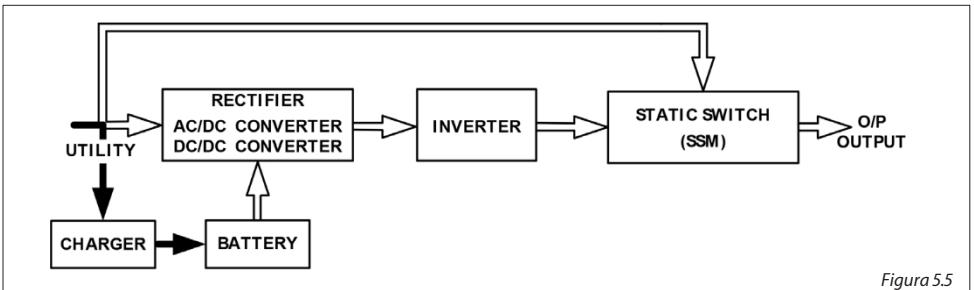 RECTIFIER
AC/DC CONVERTER
DC/DC CONVERTER
INVERTER
STATIC SWITCH
(SSM)
O/P
OUTPUT
UTILITY
CHARGER
BATTERY
Figura 5.5